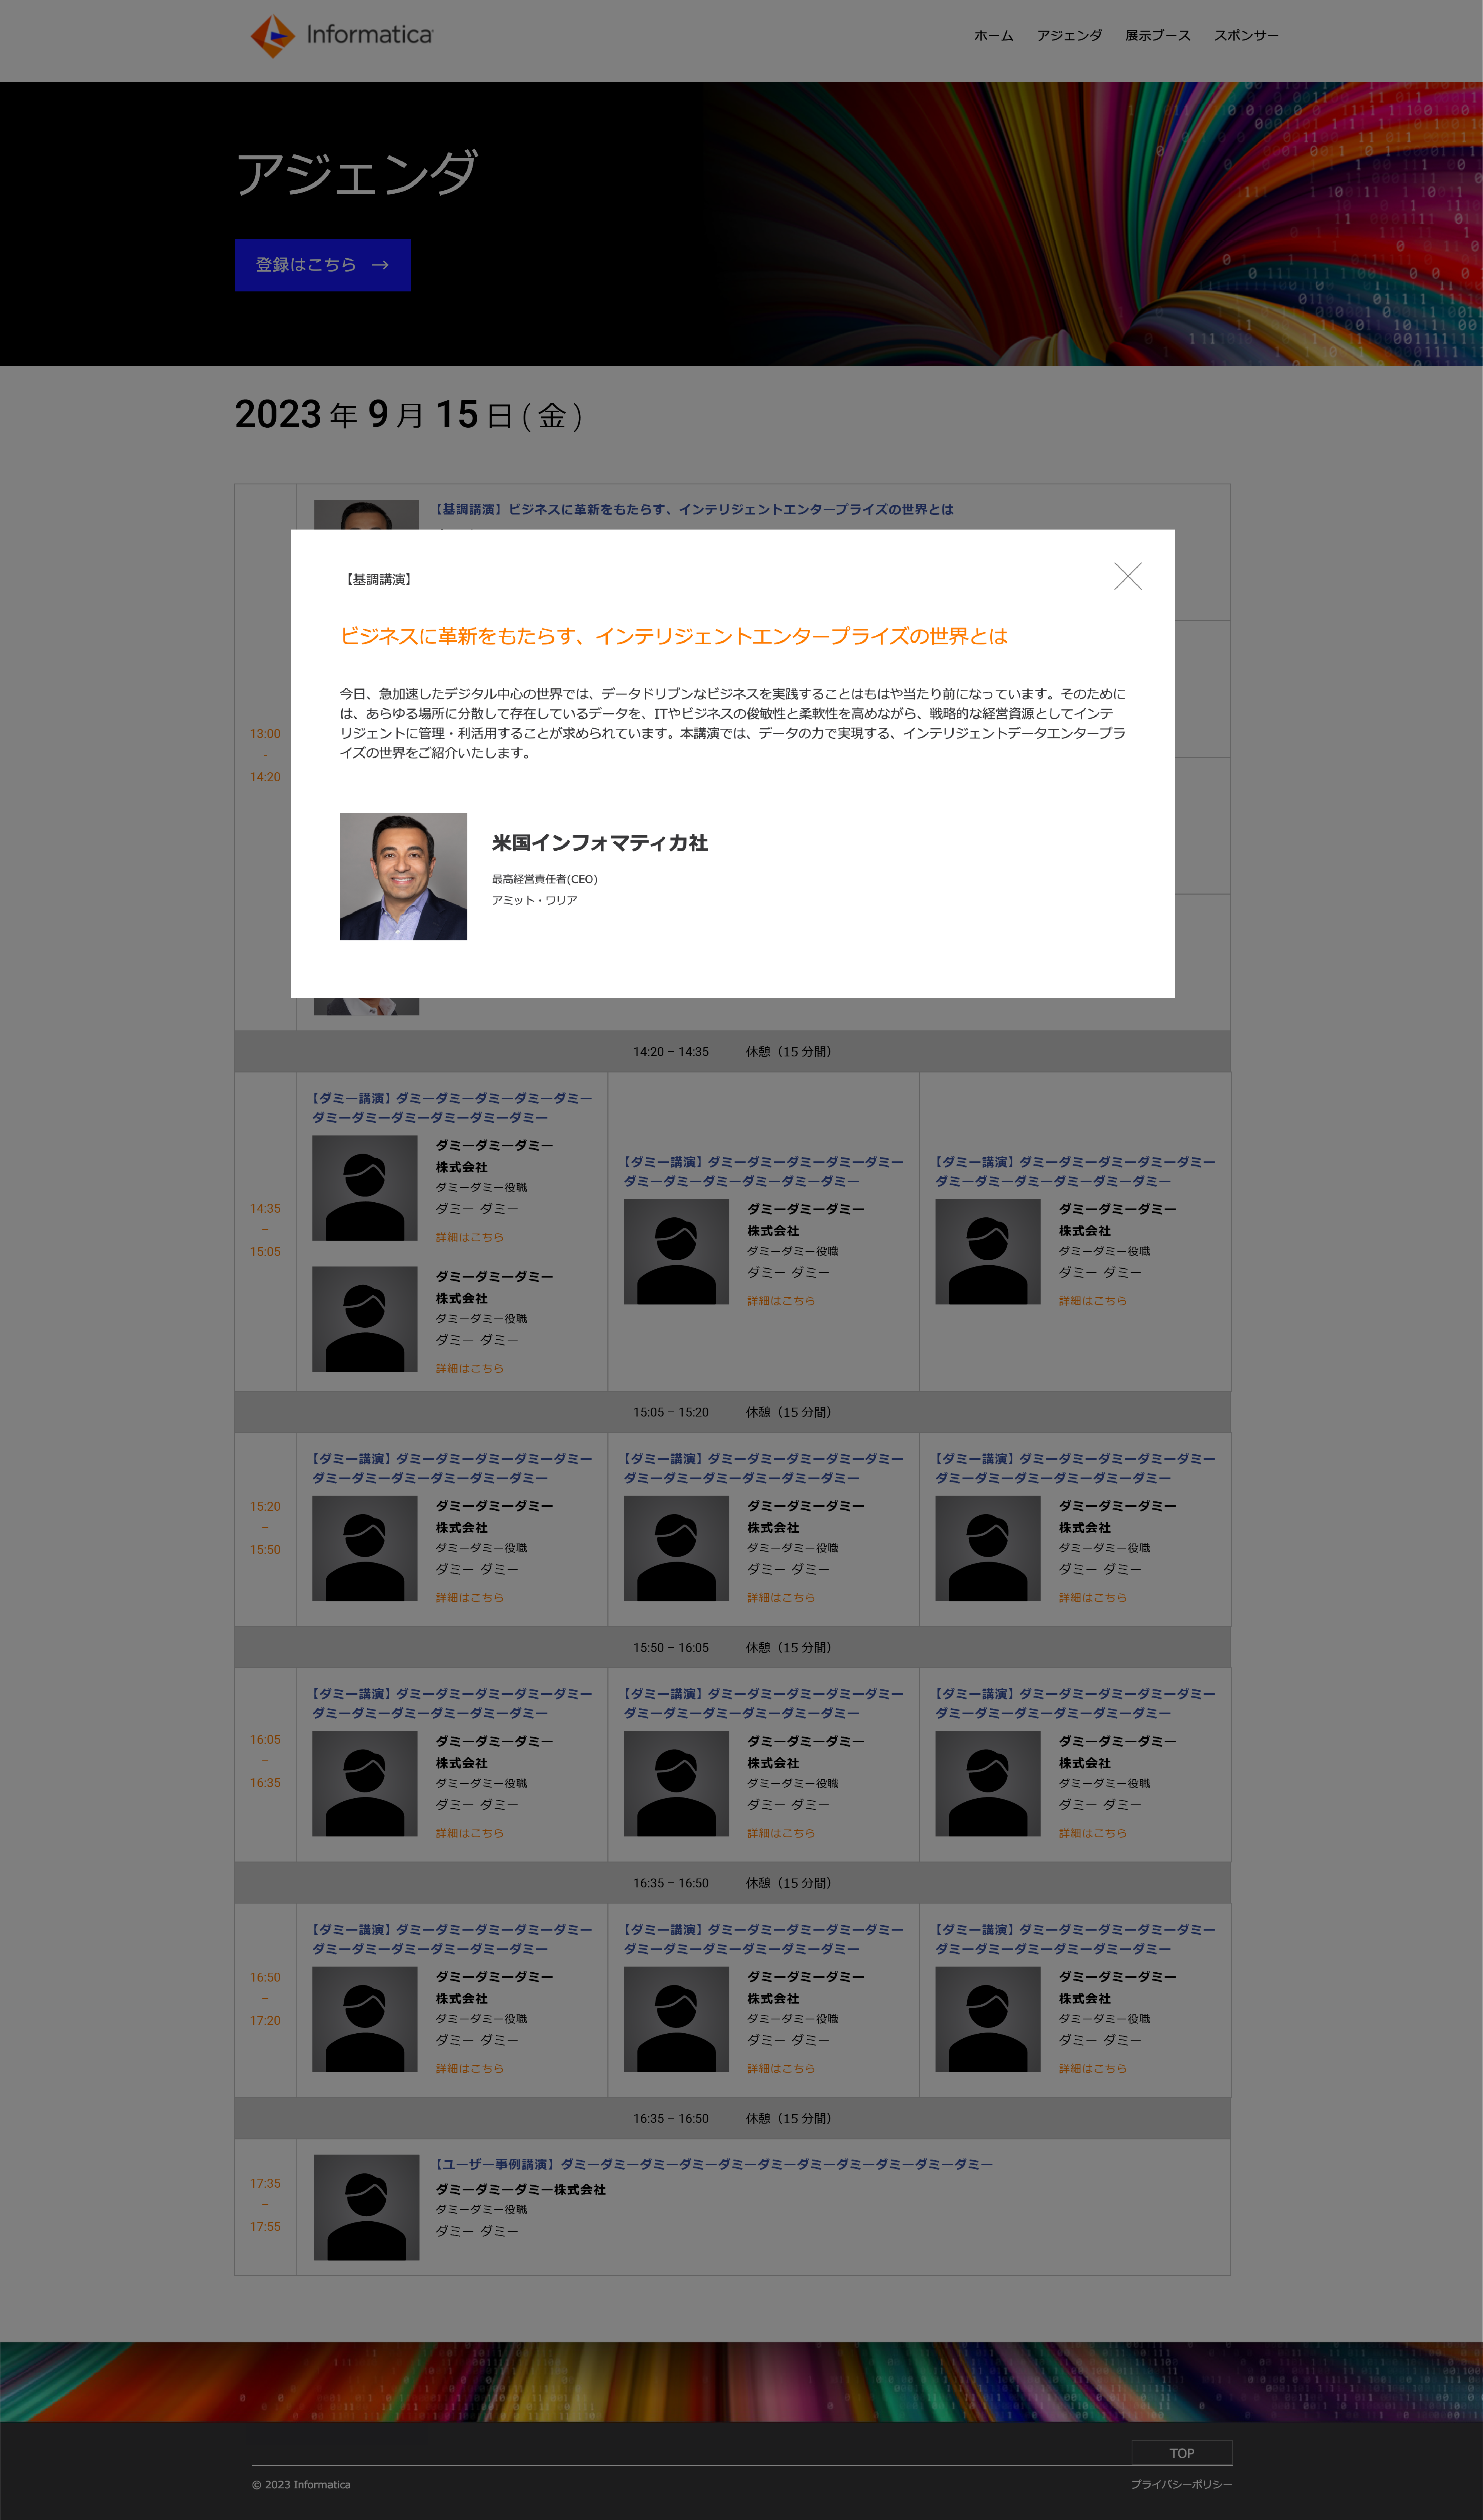 Informatica
ホーム アジェンダ 展示ブース スポンサー
アジェンダ
登録はこちら →
2023年9月15日(金)
【基調講演】ビジネスに革新をもたらす、インテリジェントエンタープライズの世界とは
【基調講演】
ビジネスに革新をもたらす、インテリジェントエンタープライズの世界とは
今日、急加速したデジタル中心の世界では、データドリブンなビジネスを実践することはもはや当たり前になっています。そのために
は、あらゆる場所に分散して存在しているデータを、ITやビジネスの俊敏性と柔軟性を高めながら、戦略的な経営資源としてインテ
リジェントに管理・利活用することが求められています。本講演では、データの力で実現する、インテリジェントデータエンタープラ
イズの世界をご紹介いたします。
米国インフォマティカ社
最高経営責任者(CEO)
アミット・ワリア
13:00
-
14:20
14:20 – 14:35 休憩（15 分間）
14:35
–
15:05
【ダミー講演】ダミーダミーダミーダミーダミー
ダミーダミーダミーダミーダミーダミー
ダミーダミーダミー
株式会社
ダミーダミー役職
ダミー ダミー
詳細はこちら
ダミーダミーダミー
株式会社
ダミーダミー役職
ダミー ダミー
詳細はこちら
【ダミー講演】ダミーダミーダミーダミーダミー
ダミーダミーダミーダミーダミーダミー
ダミーダミーダミー
株式会社
ダミーダミー役職
ダミー ダミー
詳細はこちら
【ダミー講演】ダミーダミーダミーダミーダミー
ダミーダミーダミーダミーダミーダミー
ダミーダミーダミー
株式会社
ダミーダミー役職
ダミー ダミー
詳細はこちら
15:05 – 15:20 休憩（15 分間）
15:20
–
15:50
【ダミー講演】ダミーダミーダミーダミーダミー
ダミーダミーダミーダミーダミーダミー
ダミーダミーダミー
株式会社
ダミーダミー役職
ダミー ダミー
詳細はこちら
【ダミー講演】ダミーダミーダミーダミーダミー
ダミーダミーダミーダミーダミーダミー
ダミーダミーダミー
株式会社
ダミーダミー役職
ダミー ダミー
詳細はこちら
【ダミー講演】ダミーダミーダミーダミーダミー
ダミーダミーダミーダミーダミーダミー
ダミーダミーダミー
株式会社
ダミーダミー役職
ダミー ダミー
詳細はこちら
15:50 – 16:05 休憩（15 分間）
16:05
–
16:35
【ダミー講演】ダミーダミーダミーダミーダミー
ダミーダミーダミーダミーダミーダミー
ダミーダミーダミー
株式会社
ダミーダミー役職
ダミー ダミー
詳細はこちら
【ダミー講演】ダミーダミーダミーダミーダミー
ダミーダミーダミーダミーダミーダミー
ダミーダミーダミー
株式会社
ダミーダミー役職
ダミー ダミー
詳細はこちら
【ダミー講演】ダミーダミーダミーダミーダミー
ダミーダミーダミーダミーダミーダミー
ダミーダミーダミー
株式会社
ダミーダミー役職
ダミー ダミー
詳細はこちら
16:35 – 16:50 休憩（15 分間）
16:50
–
17:20
【ダミー講演】ダミーダミーダミーダミーダミー
ダミーダミーダミーダミーダミーダミー
ダミーダミーダミー
株式会社
ダミーダミー役職
ダミー ダミー
詳細はこちら
【ダミー講演】ダミーダミーダミーダミーダミー
ダミーダミーダミーダミーダミーダミー
ダミーダミーダミー
株式会社
ダミーダミー役職
ダミー ダミー
詳細はこちら
【ダミー講演】ダミーダミーダミーダミーダミー
ダミーダミーダミーダミーダミーダミー
ダミーダミーダミー
株式会社
ダミーダミー役職
ダミー ダミー
詳細はこちら
16:35 – 16:50 休憩（15 分間）
17:35
–
17:55
【ユーザー事例講演】ダミーダミーダミーダミーダミーダミーダミーダミーダミーダミーダミー
ダミーダミーダミー株式会社
ダミーダミー役職
ダミー ダミー
TOP
© 2023 Informatica
プライバシーポリシー